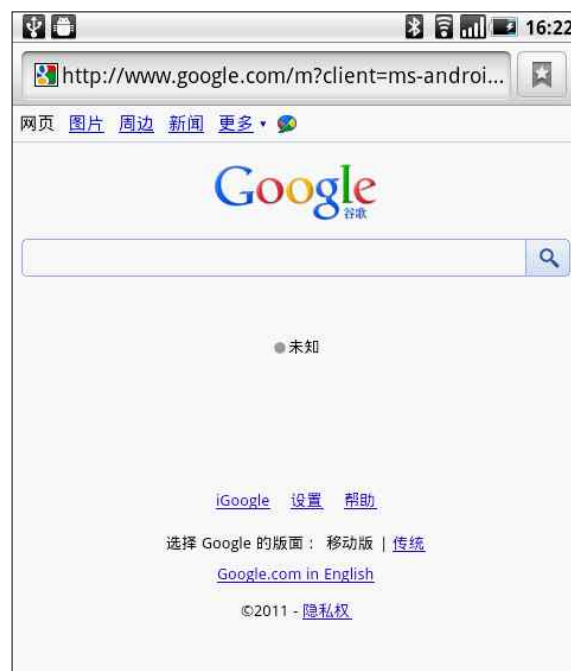 16:22
http://www.google.com/m?client=ms-androi...
网页 图片 周边 新闻 更多
Google
谷歌
未知
iGoogle 设置 帮助
选择 Google 的版面： 移动版 | 传统
Google.com in English
©2011 - 隐私权